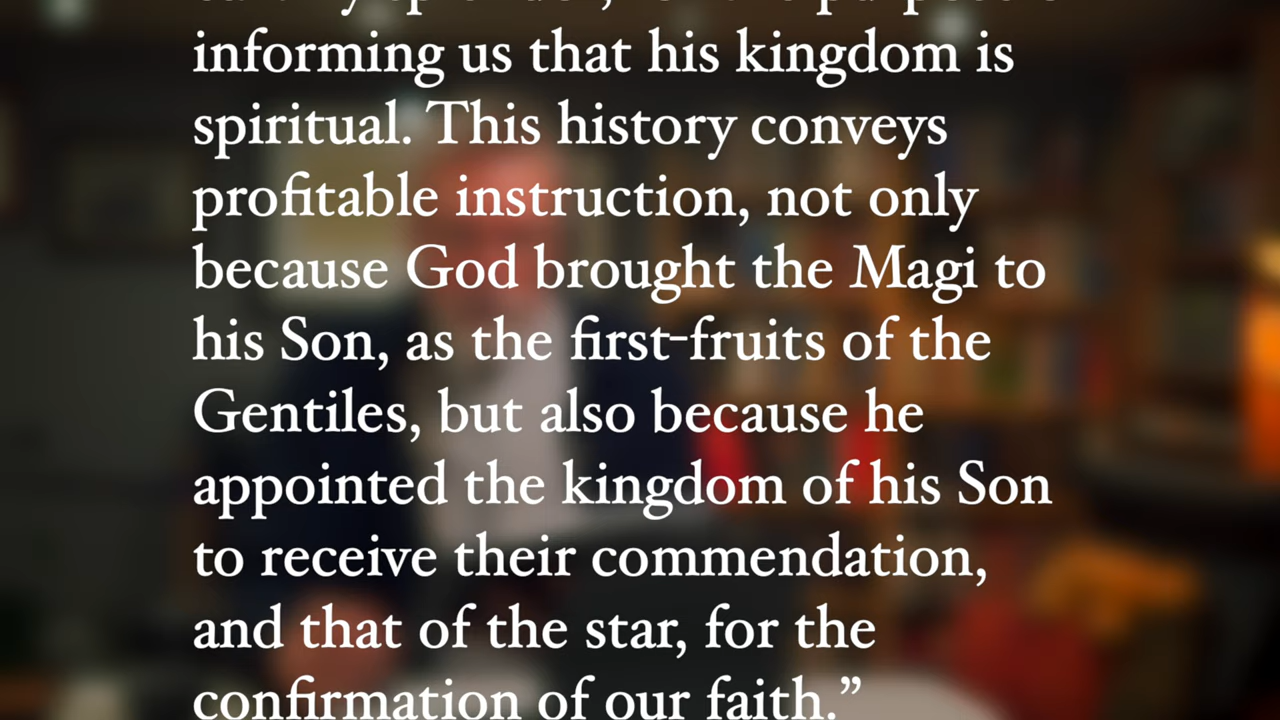 informing us that his kingdom is
spiritual. This history conveys
profitable instruction, not only
because God brought the Magi to
his Son, as the first-fruits of the
Gentiles, but also because he
appointed the kingdom of his Son
to receive their commendation,
and that of the star, for the
confirmation of our faith.”